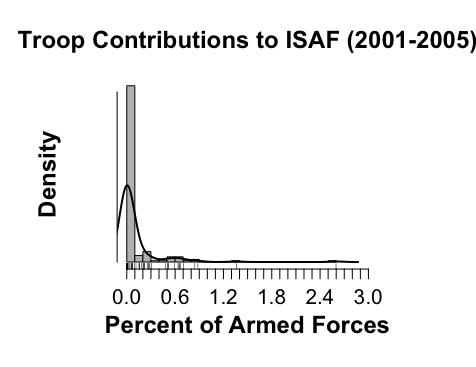 Troop Contributions to ISAF (2001-2005)
Density
0.0 0.6 1.2 1.8 2.4 3.0
Percent of Armed Forces